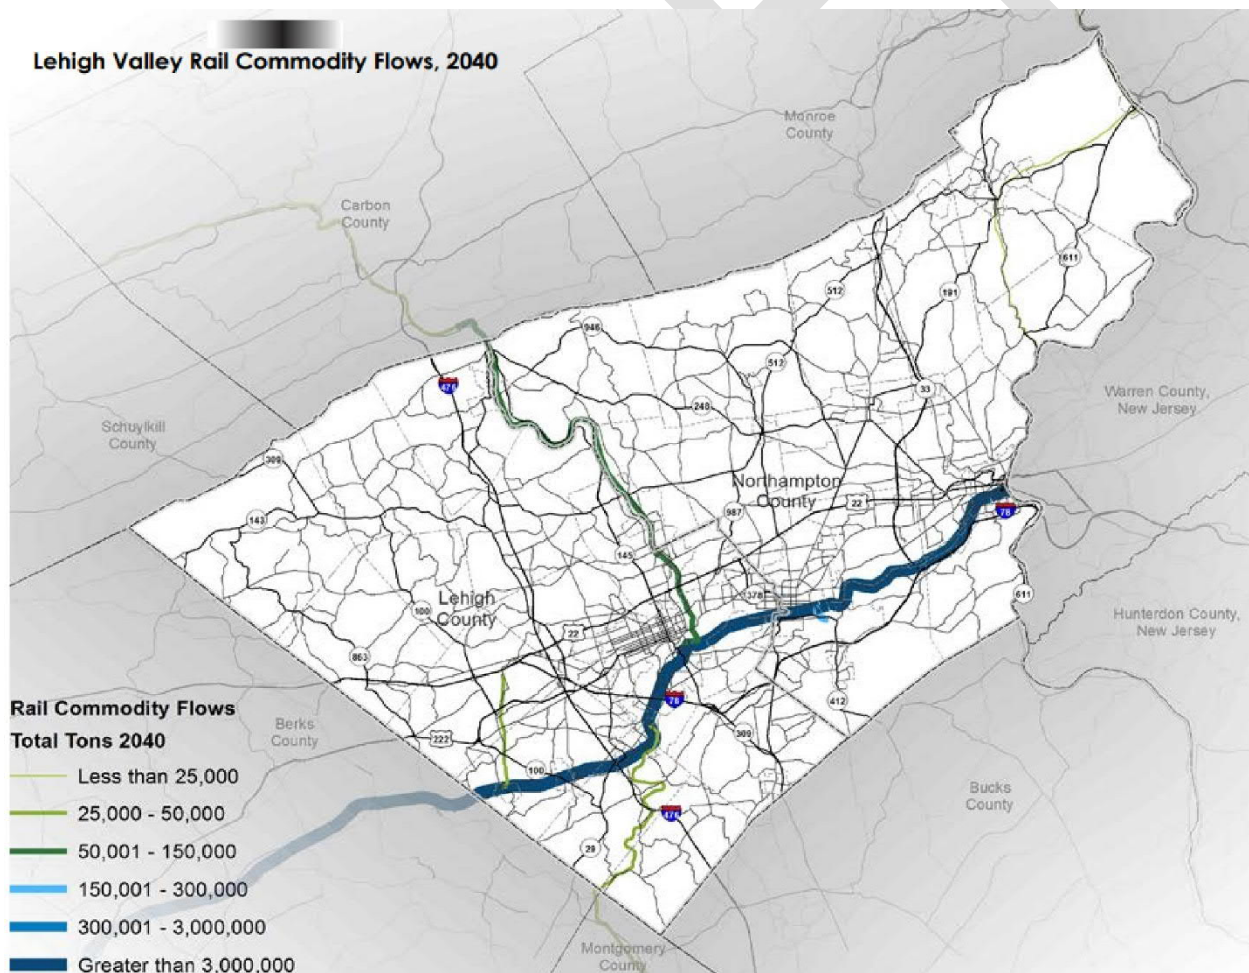 Lehigh Valley Rail Commodity Flows, 2040
Monroe
County
Carbon
County
611
512
191
946
512
476
33
248
Warren County,
New Jersey
Schuylkill
County
309
Northampton
County
22
987
78
143
145
378
611
Lehigh
County
100
22
Hunterdon County,
New Jersey
863
78
412
Rail Commodity Flows
Total Tons 2040
Berks
County
222
309
100
Less than 25,000
25,000 - 50,000
476
Bucks
County
50,001 - 150,000
29
150,001 - 300,000
300,001 - 3,000,000
Montgomery
County
Greater than 3,000,000